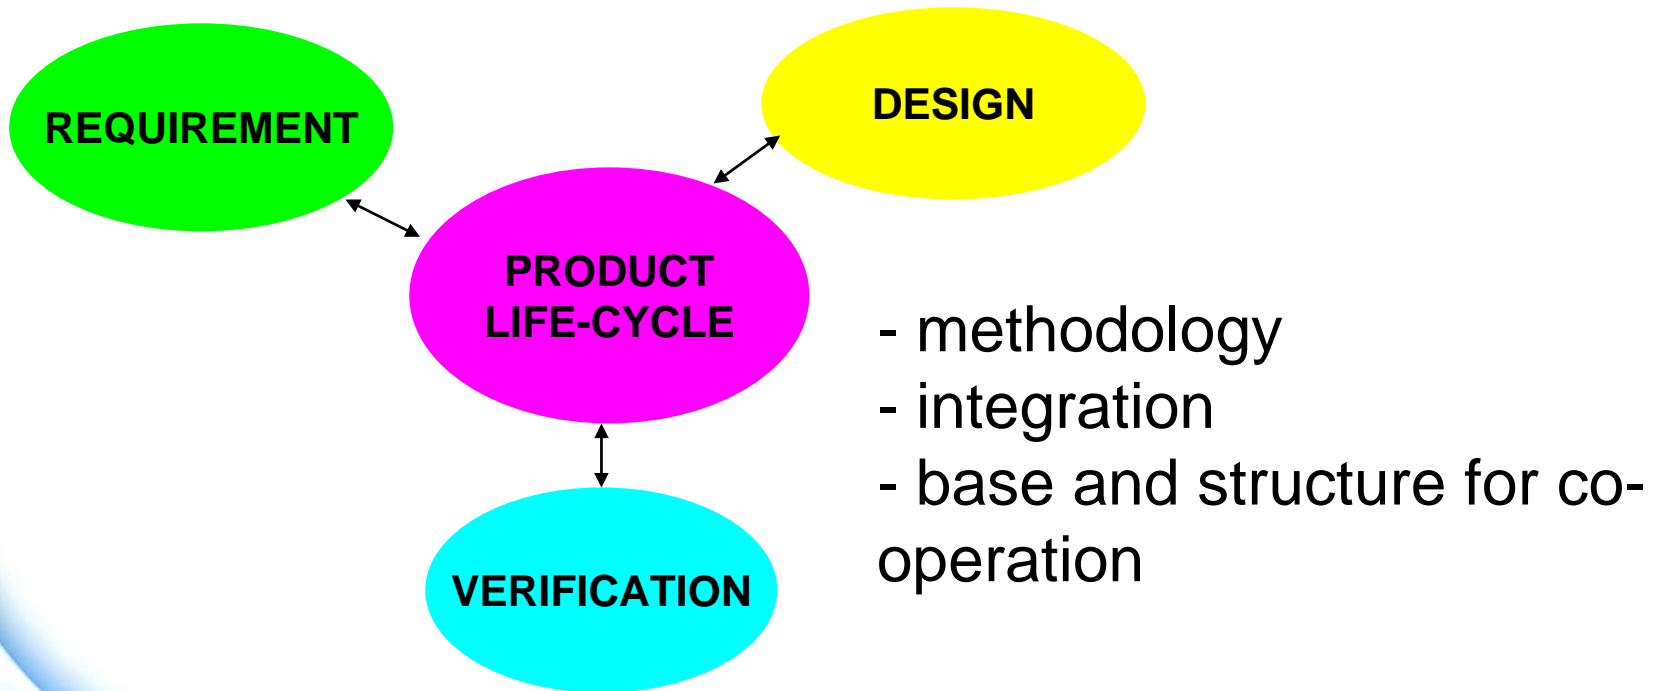 REQUIREMENT
DESIGN
PRODUCT
LIFE-CYCLE
VERIFICATION
- methodology
- integration
- base and structure for co-
operation